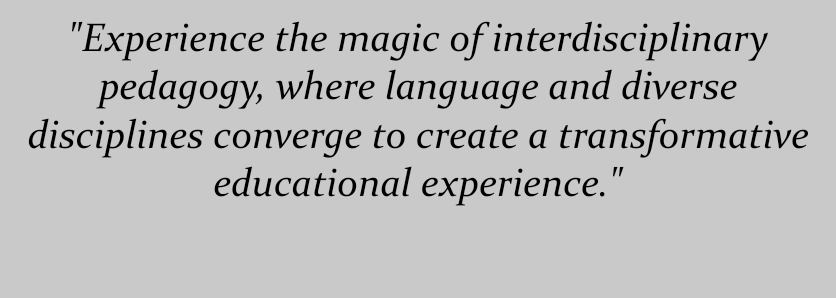 "Experience the magic of interdisciplinary
pedagogy, where language and diverse
disciplines converge to create a transformative
educational experience."